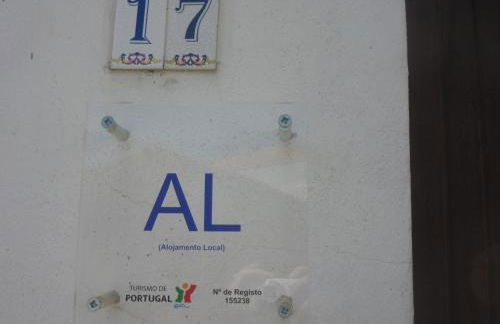 17
AL
(Alojamento Local)
TURISMO DE
PORTUGAL
Nº de Registo
155238